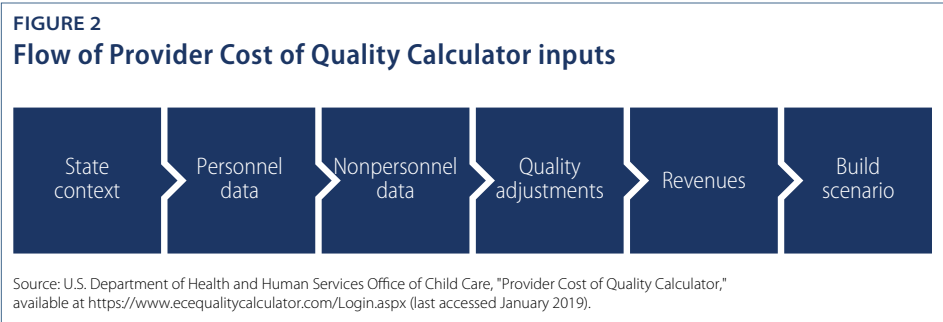 FIGURE 2
Flow of Provider Cost of Quality Calculator inputs
State
context
Personnel
data
Nonpersonnel
data
Quality
adjustments
Revenues
Build
scenario
Source: U.S. Department of Health and Human Services Office of Child Care, "Provider Cost of Quality Calculator,"
available at https://www.ecequalitycalculator.com/Login.aspx (last accessed January 2019).